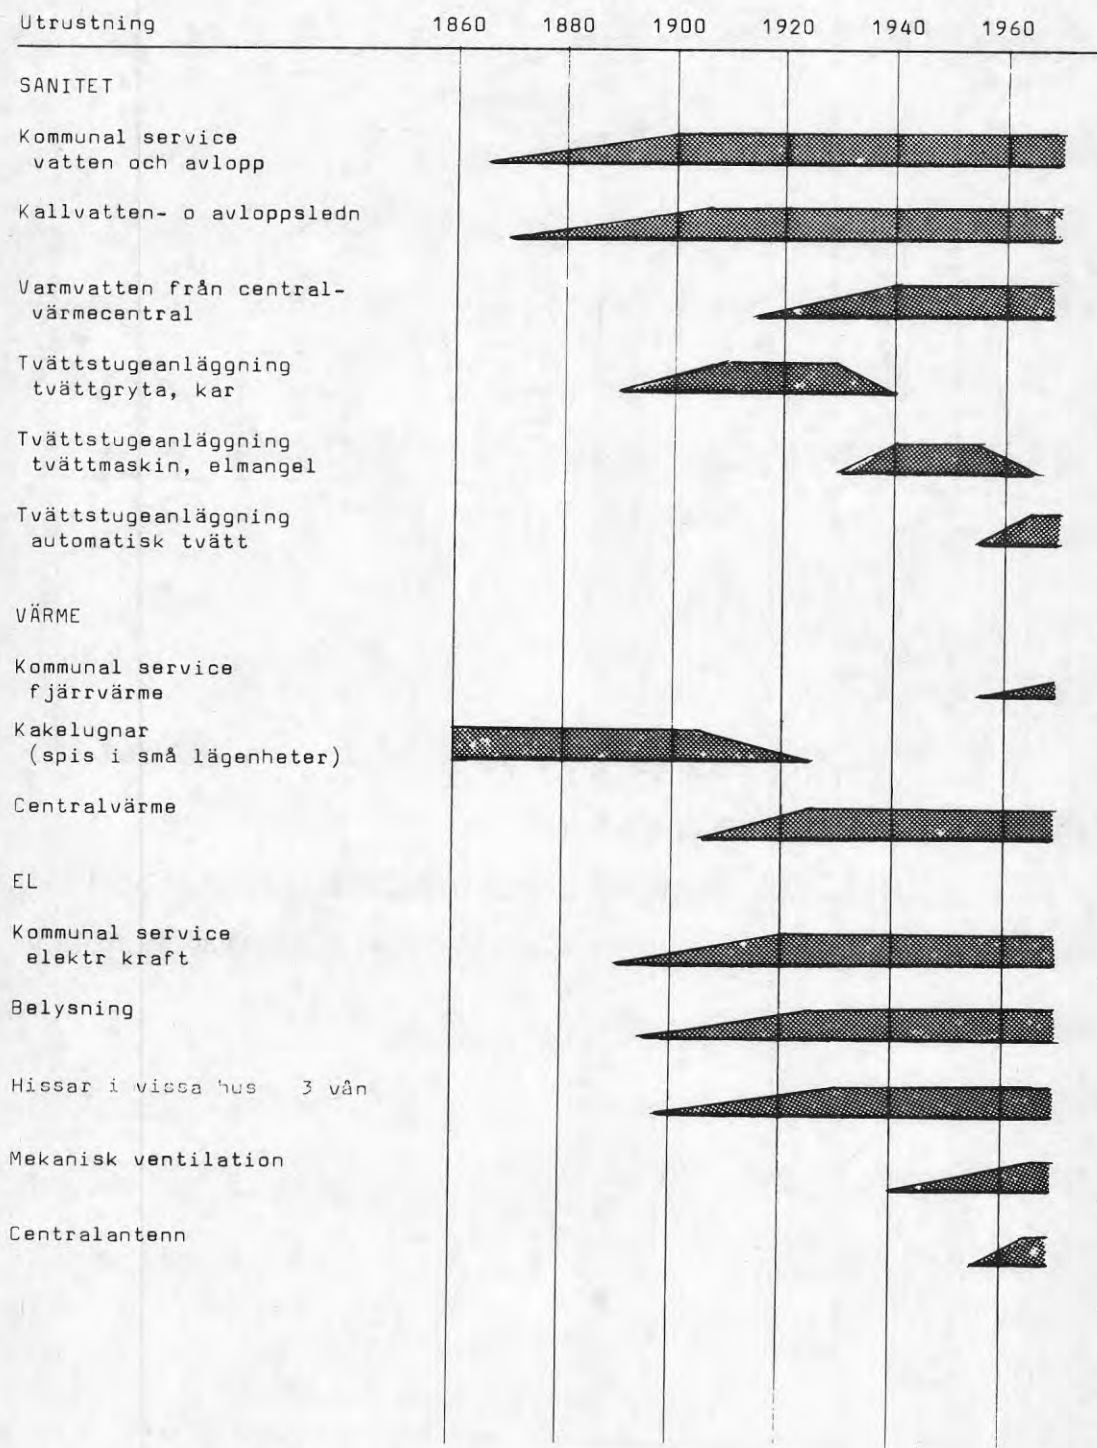 Utrustning 1860 1880 1900 1920 1940 1960
SANITET
Kommunal service
vatten och avlopp
Kallvatten- o avloppsledn
Varmvatten från central-
värmecentral
Tvättstugeanläggning
tvättgryta, kar
Tvättstugeanläggning
tvättmaskin, elmangel
Tvättstugeanläggning
automatisk tvätt
VÄRME
Kommunal service
fjärrvärme
Kakelugnar
(spis i små lägenheter)
Centralvärme
EL
Kommunal service
elektr kraft
Belysning
Hissar i vissa hus 3 vån
Mekanisk ventilation
Centralantenn